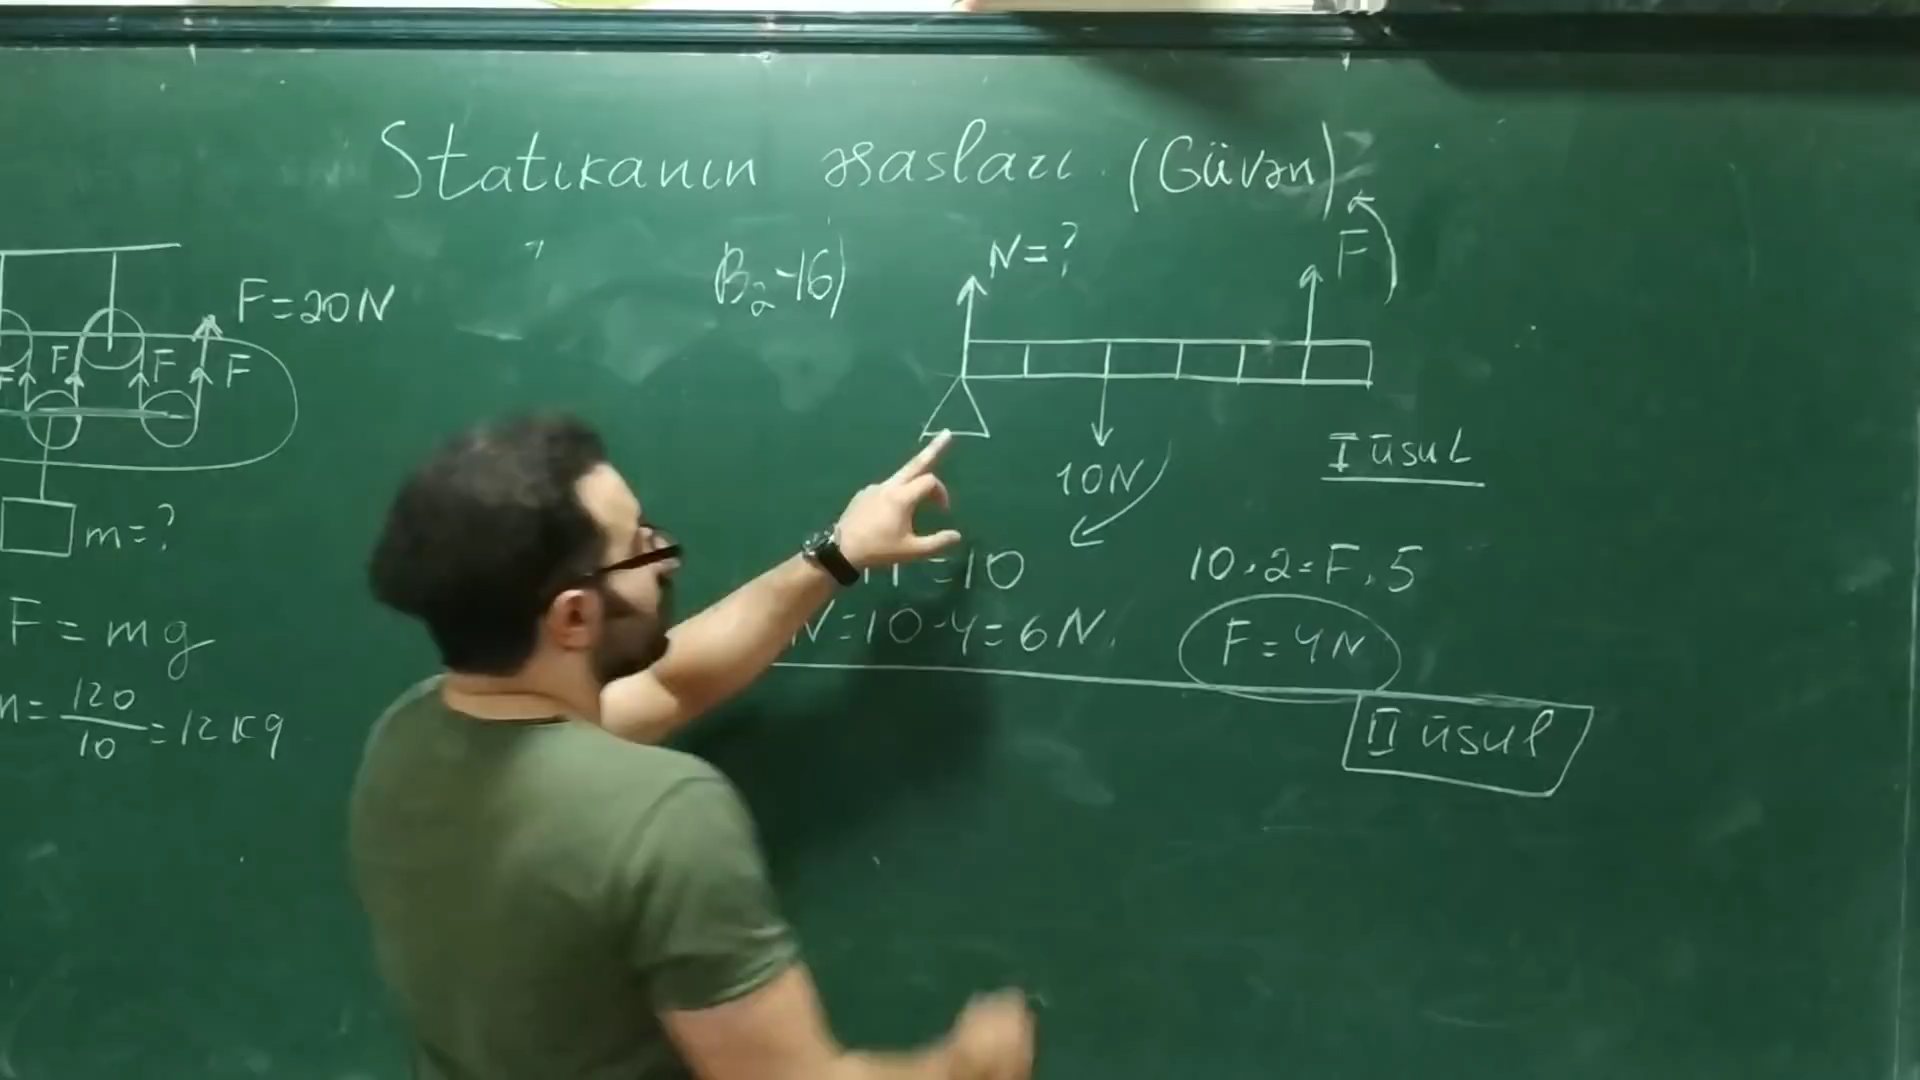 Statikanın əsasları. (Güvən)
B₂-16)
N=?
F
F=20N
F
F
F
F
10N
m=?
I üsul
=10
10·2=F·5
F=mg
N=10-4=6N.
F=4N
m=120/10=12kg
II üsul